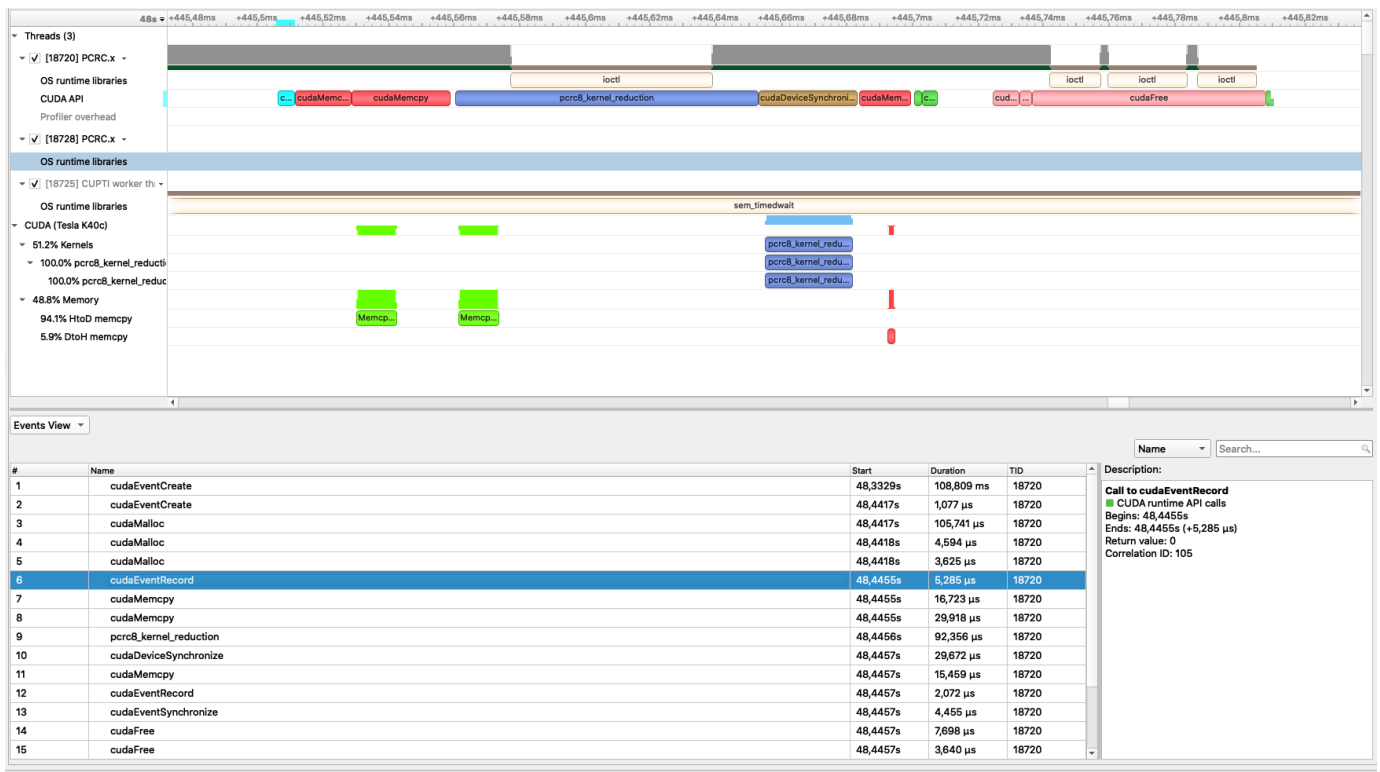 48s +445,48ms +445,5ms +445,52ms +445,54ms +445,56ms +445,58ms +445,6ms +445,62ms +445,64ms +445,66ms +445,68ms +445,7ms +445,72ms +445,74ms +445,76ms +445,78ms +445,8ms +445,82ms
Threads (3)
[18720] PCRC.x
OS runtime libraries ioctl ioctl ioctl ioctl
CUDA API c... cudaMemc... cudaMemcpy pcrc8_kernel_reduction cudaDeviceSynchroni... cudaMem... c... cud... ... cudaFree
Profiler overhead
[18728] PCRC.x
OS runtime libraries
[18725] CUPTI worker th
OS runtime libraries sem_timedwait
CUDA (Tesla K40c)
51.2% Kernels pcrc8_kernel_redu...
100.0% pcrc8_kernel_reducti pcrc8_kernel_redu...
100.0% pcrc8_kernel_reduc pcrc8_kernel_redu...
48.8% Memory
94.1% HtoD memcpy Memcp... Memcp...
5.9% DtoH memcpy
Events View
Name Search...
# Name Start Duration TID Description:
1 cudaEventCreate 48,3329s 108,809 ms 18720
2 cudaEventCreate 48,4417s 1,077 µs 18720
3 cudaMalloc 48,4417s 105,741 µs 18720
4 cudaMalloc 48,4418s 4,594 µs 18720
5 cudaMalloc 48,4418s 3,625 µs 18720
6 cudaEventRecord 48,4455s 5,285 µs 18720
7 cudaMemcpy 48,4455s 16,723 µs 18720
8 cudaMemcpy 48,4455s 29,918 µs 18720
9 pcrc8_kernel_reduction 48,4456s 92,356 µs 18720
10 cudaDeviceSynchronize 48,4457s 29,672 µs 18720
11 cudaMemcpy 48,4457s 15,459 µs 18720
12 cudaEventRecord 48,4457s 2,072 µs 18720
13 cudaEventSynchronize 48,4457s 4,455 µs 18720
14 cudaFree 48,4457s 7,698 µs 18720
15 cudaFree 48,4457s 3,640 µs 18720
Call to cudaEventRecord
CUDA runtime API calls
Begins: 48,4455s
Ends: 48,4455s (+5,285 µs)
Return value: 0
Correlation ID: 105